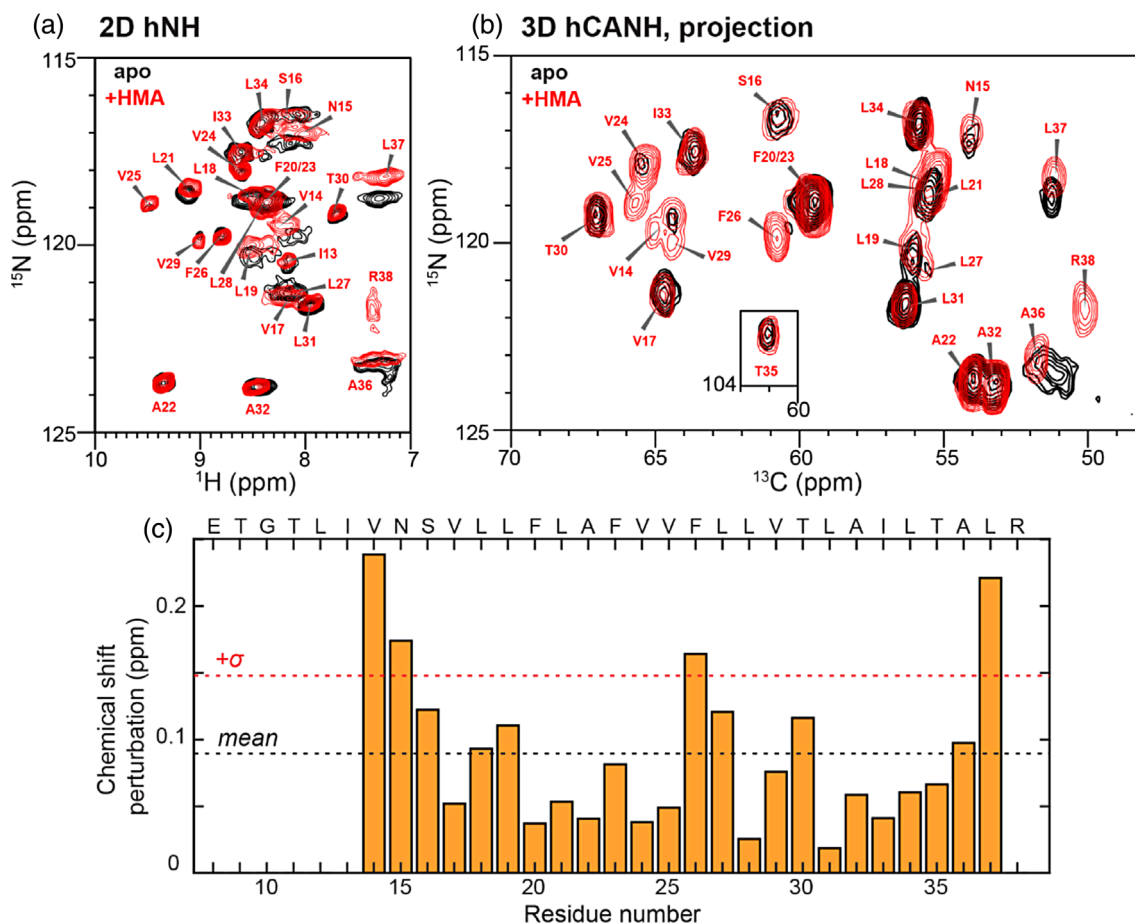 (a) 2D hNH
(b) 3D hCANH, projection
115
120
125
15N (ppm)
apo
+HMA
L34
S16
N15
I33
V24
L21
V25
L18
F20/23
L37
T30
V14
V29
F26
L28
L19
I13
L27
V17
L31
R38
A36
A22
A32
10 9 8 7
1H (ppm)
115
120
125
15N (ppm)
apo
+HMA
S16
L34
N15
V24
I33
L37
V25
L18
F20/23
L28
L21
T30
F26
V14
V29
L19
L27
R38
L31
V17
A36
A22
A32
T35
104
60
70 65 60 55 50
13C (ppm)
(c)
E T G T L I V N S V L L F L A F V V F L L V T L A I L T A L R
Chemical shift
perturbation (ppm)
0.2
0.1
0
+σ
mean
10 15 20 25 30 35
Residue number